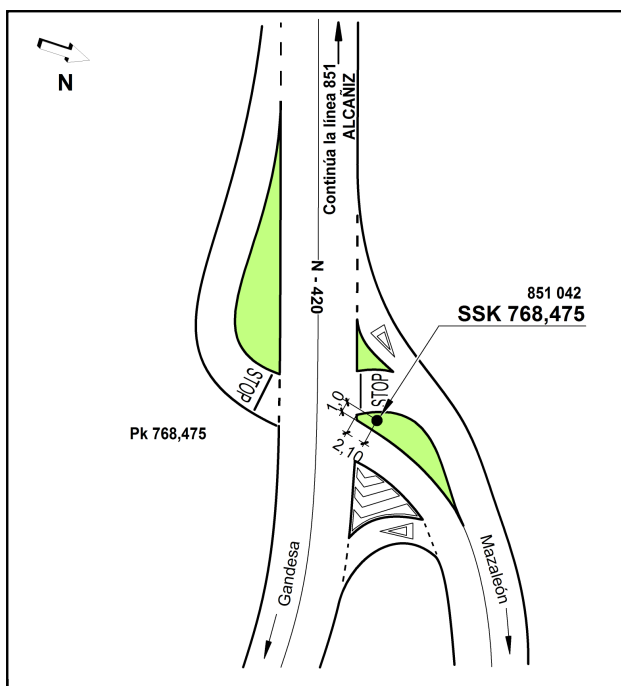 N
Continúa la línea 851
ALCAÑIZ
N - 420
851 042
SSK 768,475
STOP
STOP
1,0
2,10
Pk 768,475
Gandesa
Mazaleón